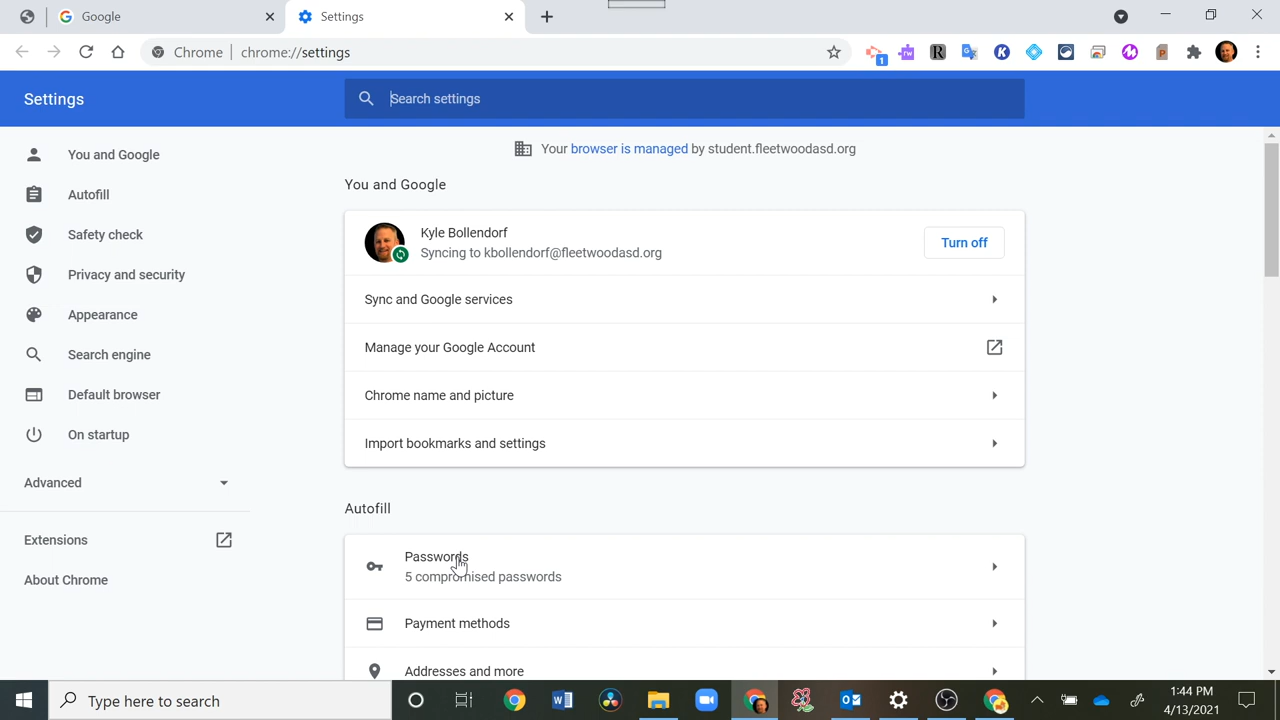 Google
Settings
Chrome | chrome://settings
1
Settings
Search settings
You and Google
Autofill
Safety check
Privacy and security
Appearance
Search engine
Default browser
On startup
Advanced
Extensions
About Chrome
Your browser is managed by student.fleetwoodasd.org
You and Google
Kyle Bollendorf
Syncing to kbollendorf@fleetwoodasd.org
Turn off
Sync and Google services
Manage your Google Account
Chrome name and picture
Import bookmarks and settings
Autofill
Passwords
5 compromised passwords
Payment methods
Addresses and more
Type here to search
1:44 PM
4/13/2021